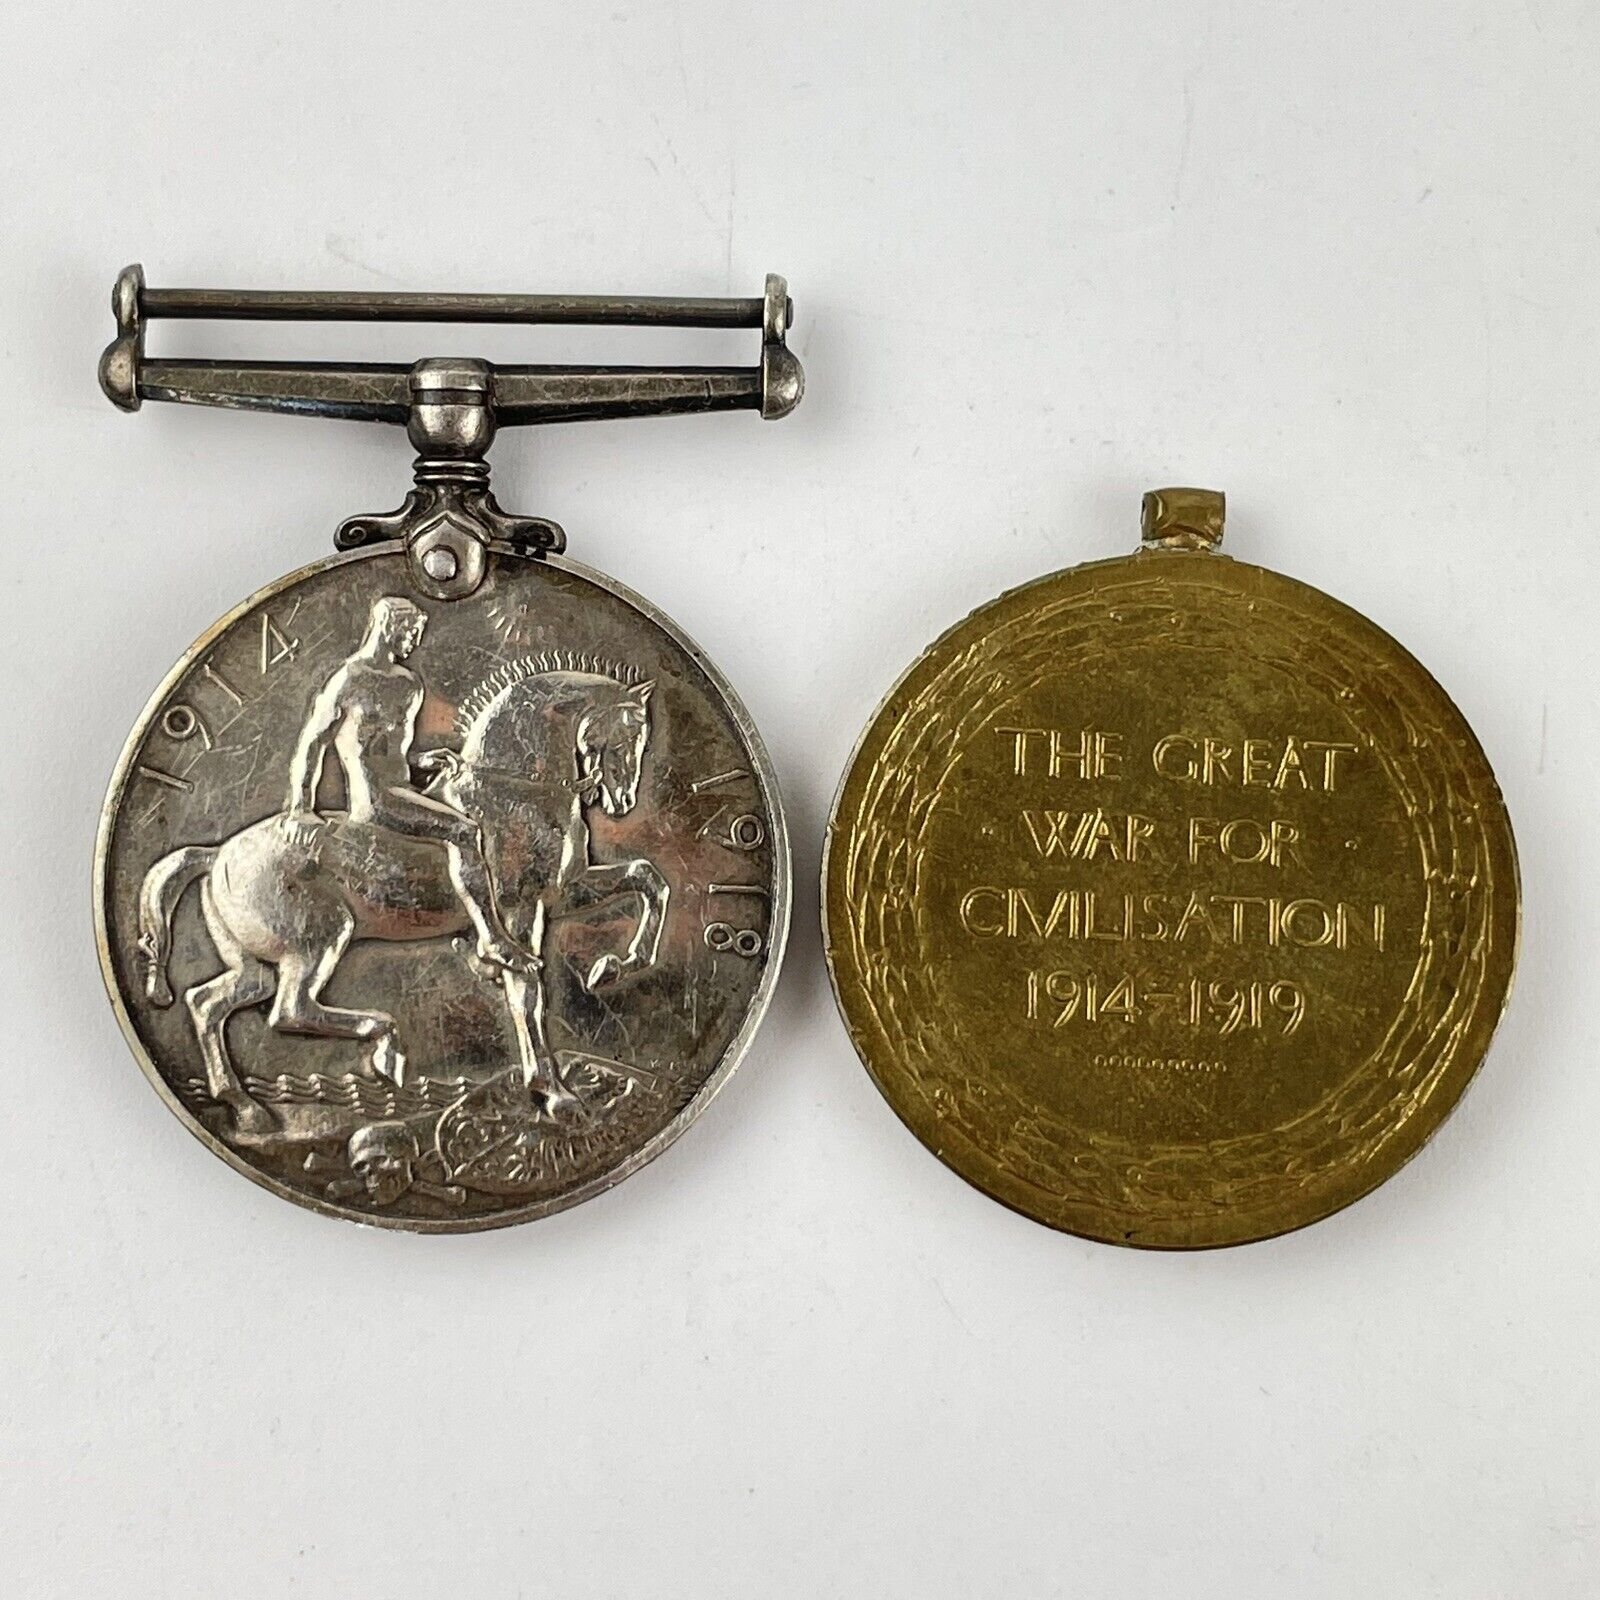 1914
1918
THE GREAT
· WAR FOR ·
CIVILISATION
1914-1919